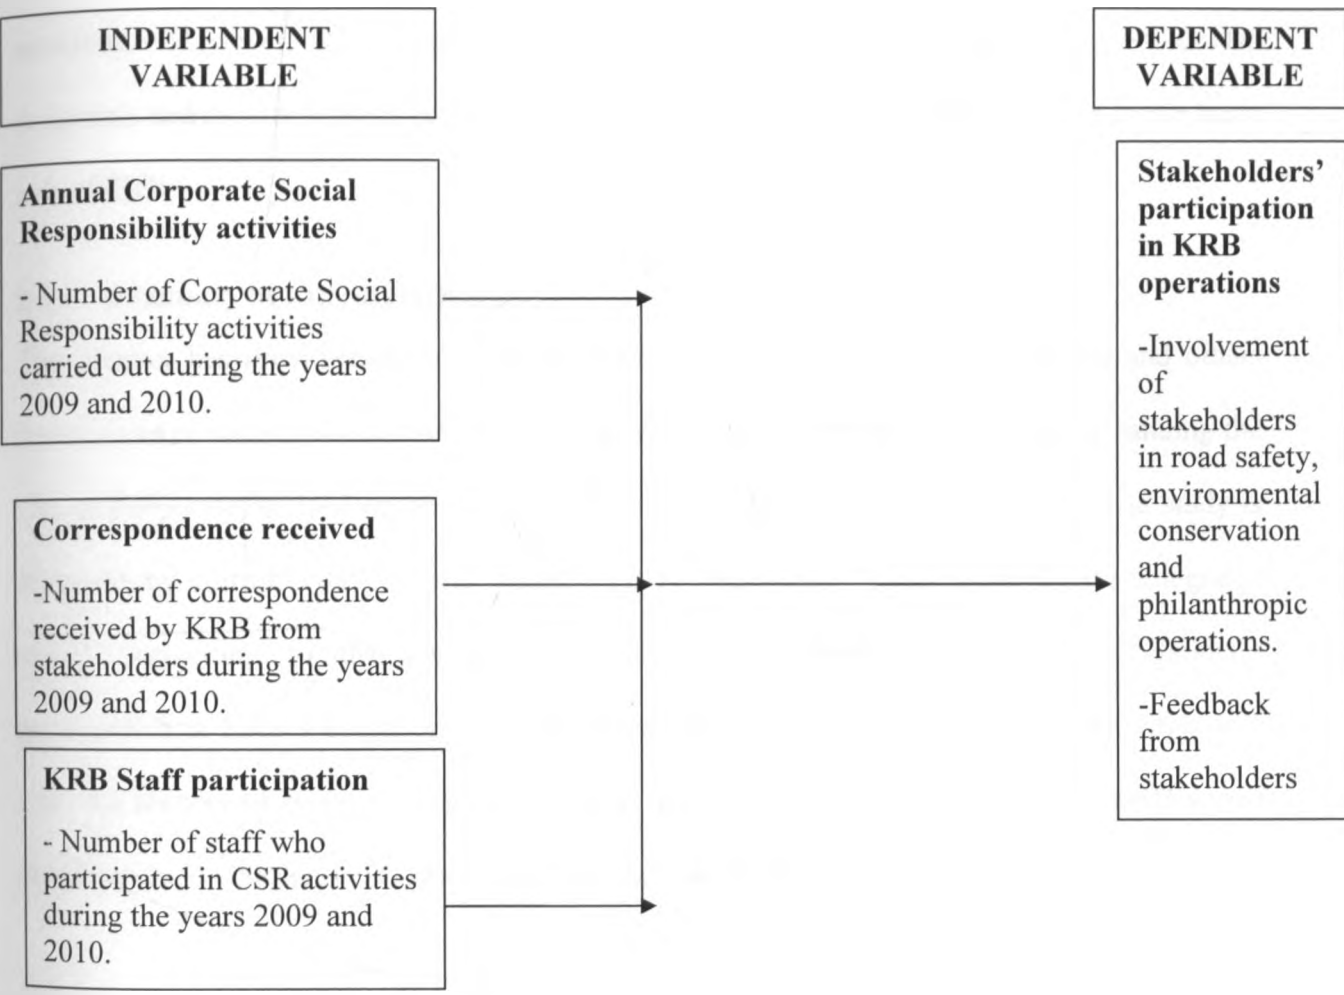 INDEPENDENT
VARIABLE
DEPENDENT
VARIABLE
Annual Corporate Social
Responsibility activities
- Number of Corporate Social
Responsibility activities
carried out during the years
2009 and 2010.
Correspondence received
-Number of correspondence
received by KRB from
stakeholders during the years
2009 and 2010.
KRB Staff participation
- Number of staff who
participated in CSR activities
during the years 2009 and
2010.
Stakeholders’
participation
in KRB
operations
-Involvement
of
stakeholders
in road safety,
environmental
conservation
and
philanthropic
operations.
-Feedback
from
stakeholders